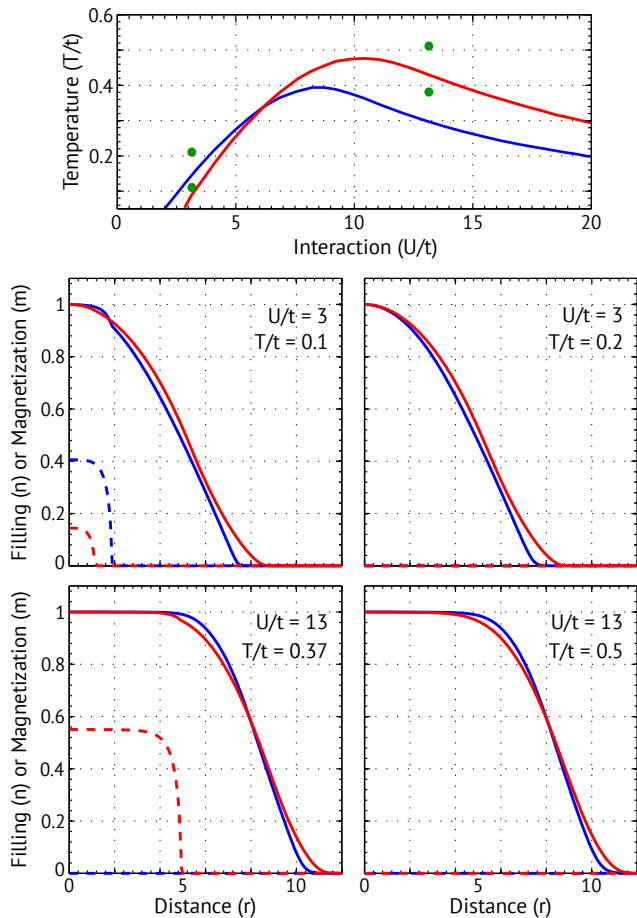 Temperature (T/t)
0.6
0.4
0.2
0 5 10 15 20
Interaction (U/t)
Filling (n) or Magnetization (m)
1
0.8
0.6
0.4
0.2
0
U/t = 3
T/t = 0.1
U/t = 3
T/t = 0.2
Filling (n) or Magnetization (m)
1
0.8
0.6
0.4
0.2
0
U/t = 13
T/t = 0.37
U/t = 13
T/t = 0.5
0 5 10
0 5 10
Distance (r)
Distance (r)